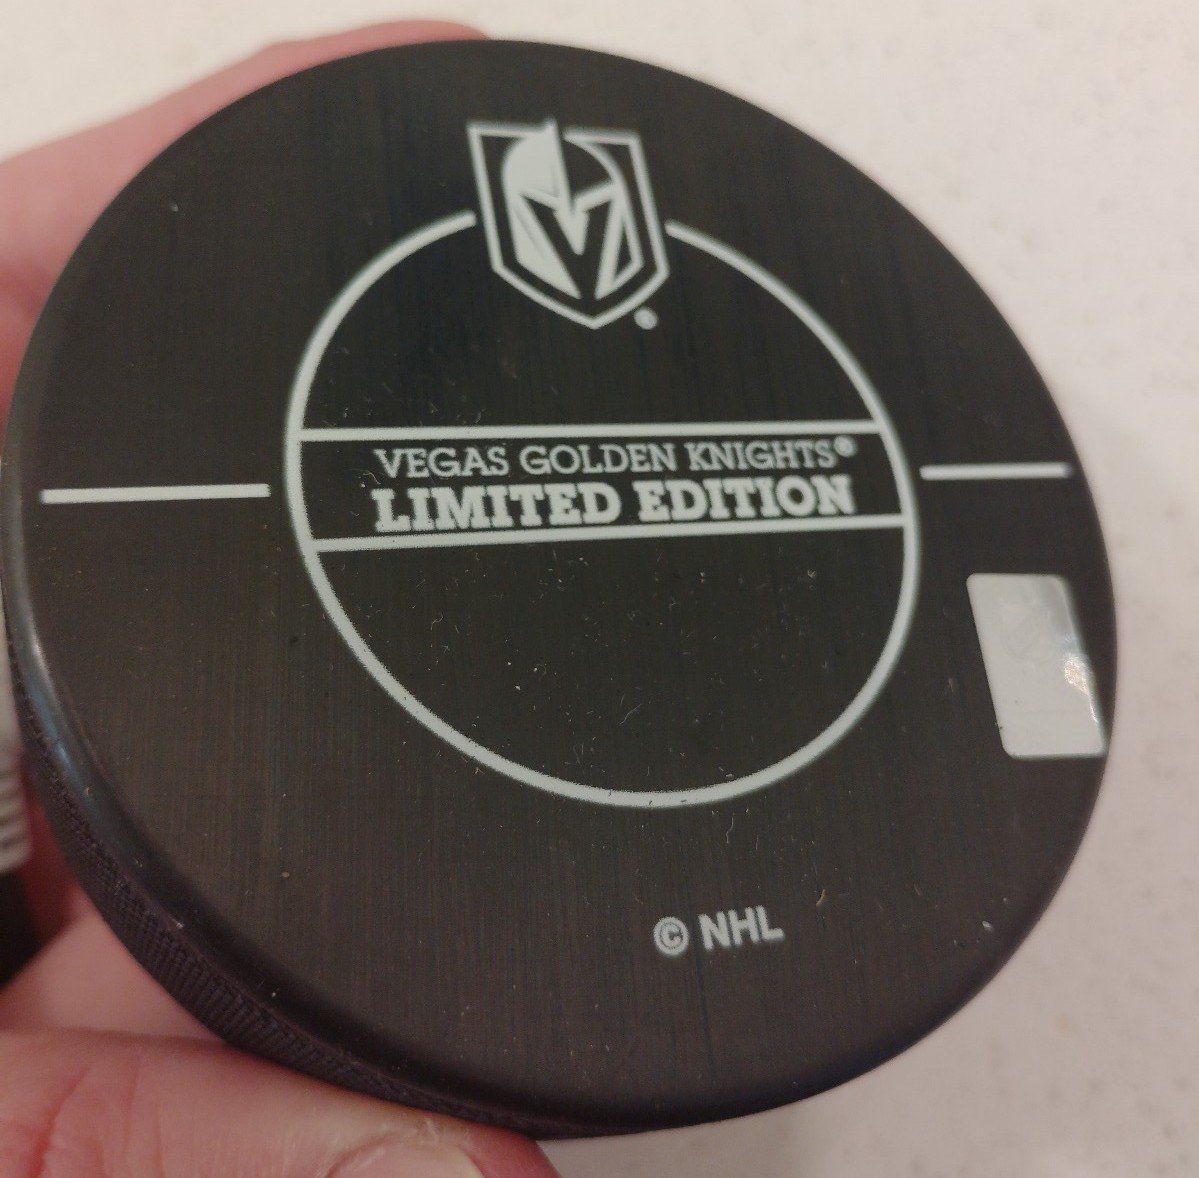 VEGAS GOLDEN KNIGHTS®
LIMITED EDITION
© NHL